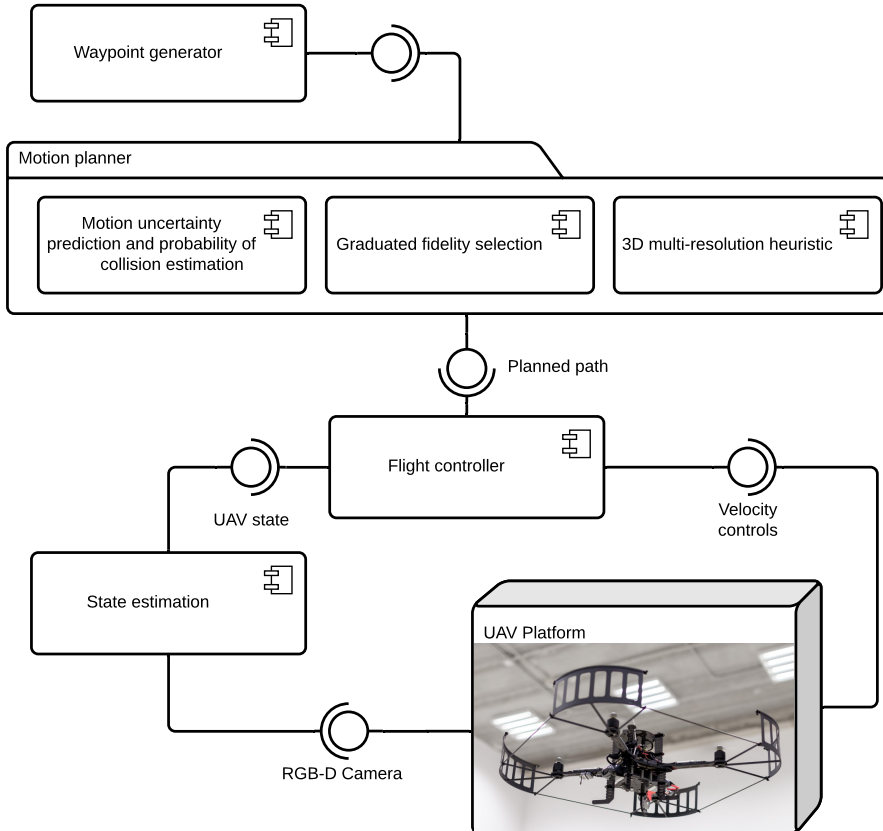 Waypoint generator
Motion planner
Motion uncertainty
prediction and probability of
collision estimation
Graduated fidelity selection
3D multi-resolution heuristic
Planned path
Flight controller
UAV state
Velocity
controls
State estimation
UAV Platform
RGB-D Camera